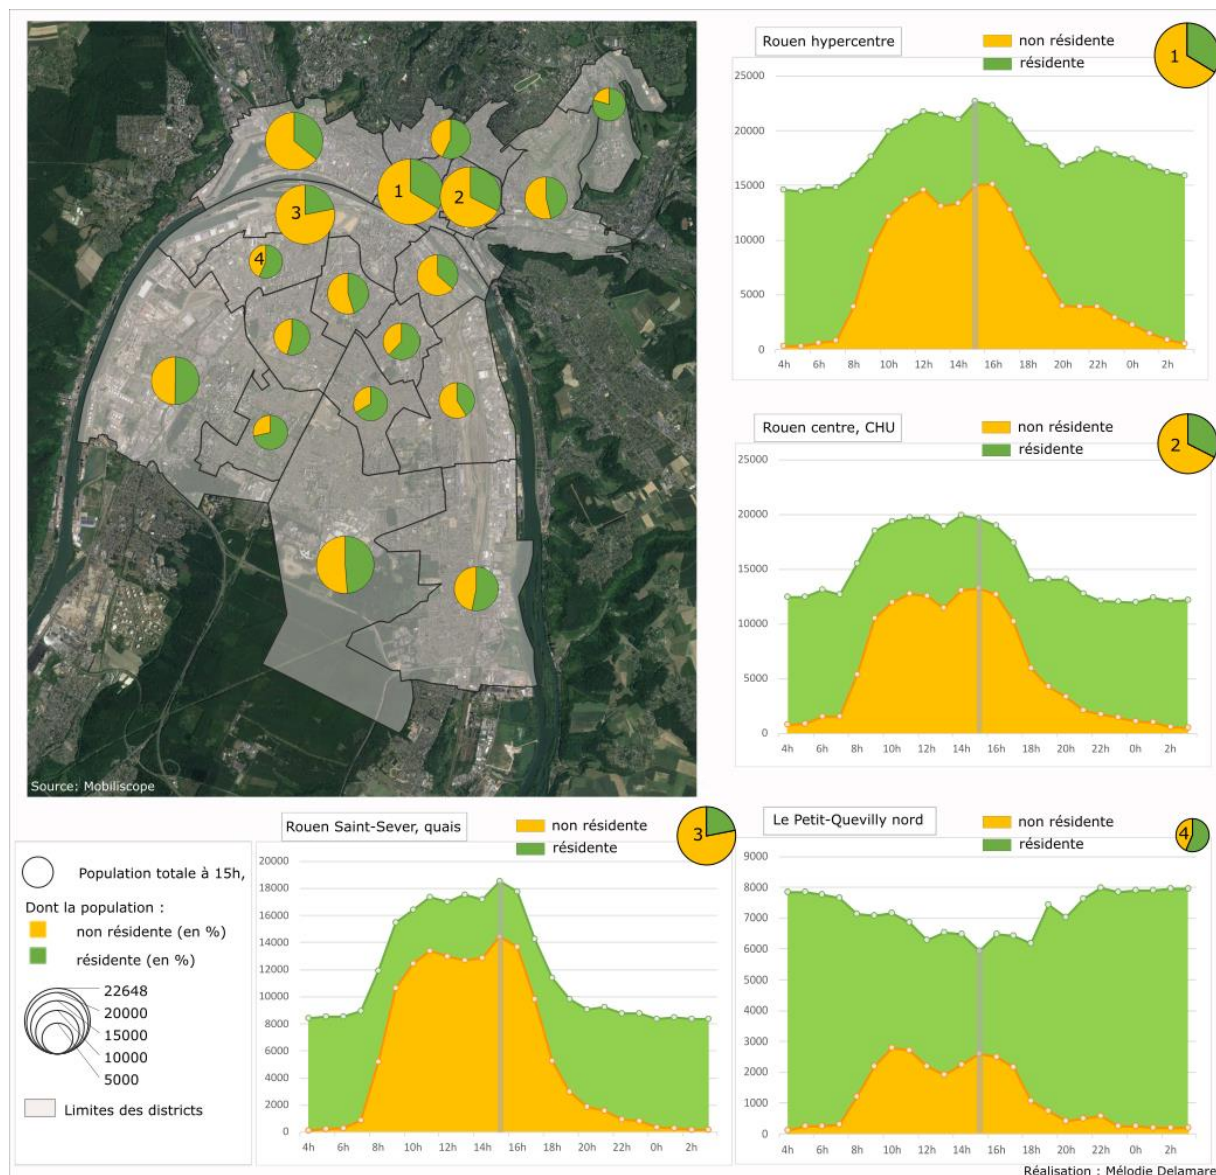 1
2
3
4
Source: Mobiliscope
Rouen hypercentre
non résidente
résidente
1
25000
20000
15000
10000
5000
0
4h 6h 8h 10h 12h 14h 16h 18h 20h 22h 0h 2h
Rouen centre, CHU
non résidente
résidente
2
25000
20000
15000
10000
5000
0
4h 6h 8h 10h 12h 14h 16h 18h 20h 22h 0h 2h
Population totale à 15h,
Dont la population :
non résidente (en %)
résidente (en %)
22648
20000
15000
10000
5000
Limites des districts
Rouen Saint-Sever, quais
non résidente
résidente
3
20000
18000
16000
14000
12000
10000
8000
6000
4000
2000
0
4h 6h 8h 10h 12h 14h 16h 18h 20h 22h 0h 2h
Le Petit-Quevilly nord
non résidente
résidente
4
9000
8000
7000
6000
5000
4000
3000
2000
1000
0
4h 6h 8h 10h 12h 14h 16h 18h 20h 22h 0h 2h
Réalisation : Mélodie Delamare